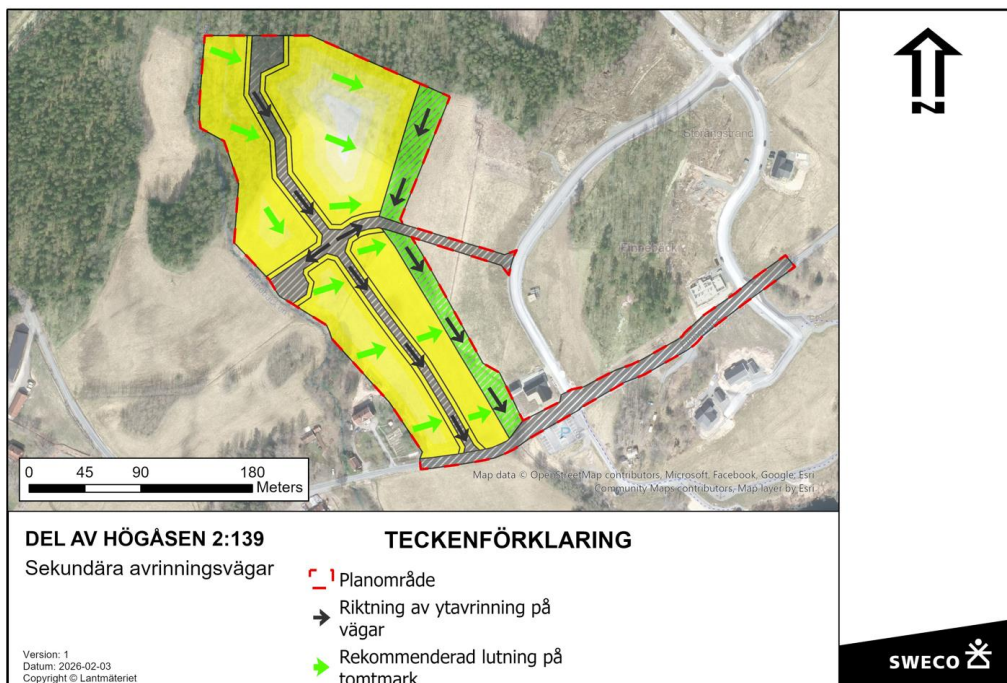 Storängstrand
P
0 45 90 180
Meters
Map data © OpenStreetMap contributors, Microsoft, Facebook, Google, Esri
Community Maps contributors, Map layer by Esri
N
DEL AV HÖGÅSEN 2:139
Sekundära avrinningsvägar
Version: 1
Datum: 2026-02-03
Copyright © Lantmäteriet
TECKENFÖRKLARING
Planområde
Riktning av ytavrinning på
vägar
Rekommenderad lutning på
tomtmark
SWECO